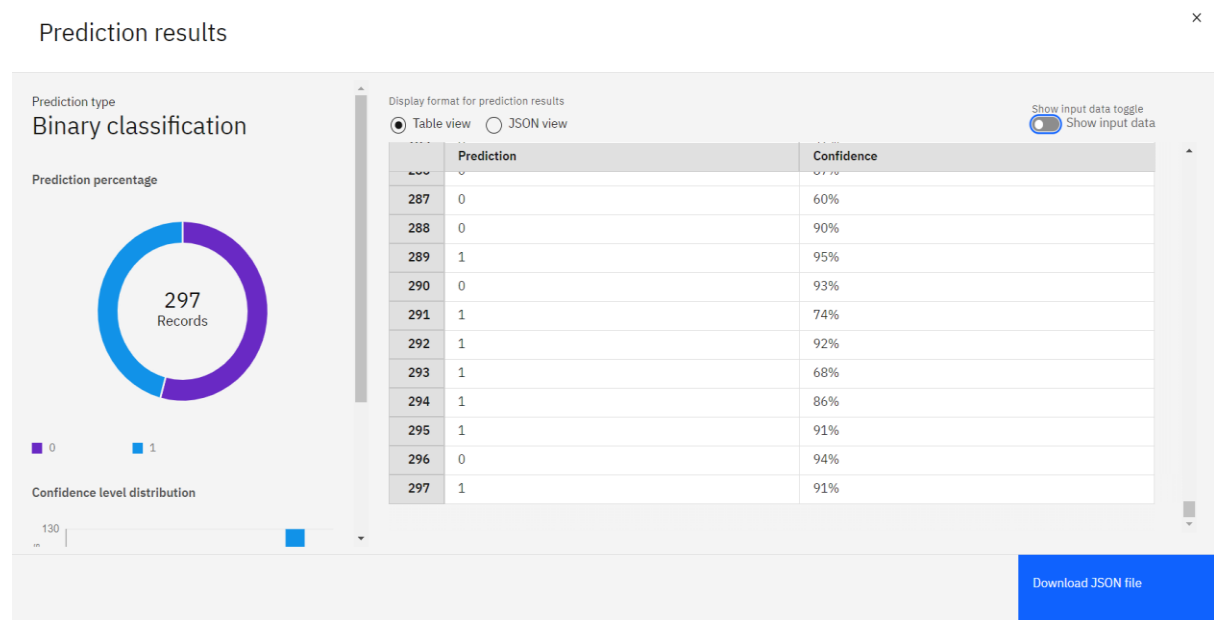 Prediction results
×
Prediction type
Binary classification
Prediction percentage
297
Records
0
1
Confidence level distribution
130
Display format for prediction results
Table view
JSON view
Show input data toggle
Show input data
Prediction Confidence
287 0 60%
288 0 90%
289 1 95%
290 0 93%
291 1 74%
292 1 92%
293 1 68%
294 1 86%
295 1 91%
296 0 94%
297 1 91%
Download JSON file